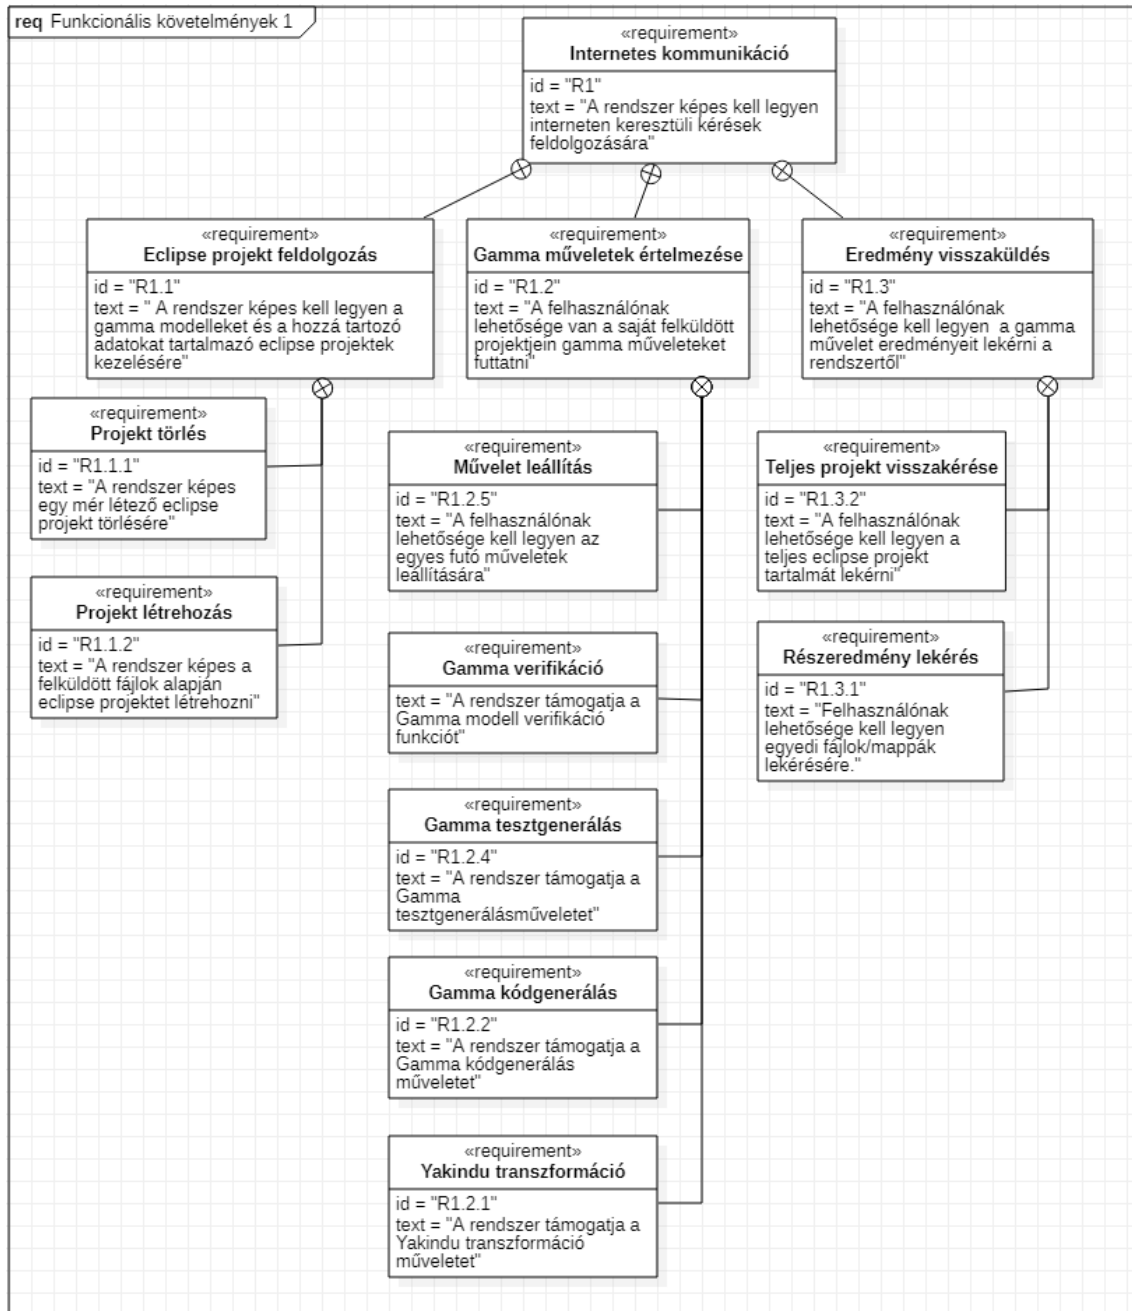 req Funkcionális követelmények 1
«requirement»
Internetes kommunikáció
id = "R1"
text = "A rendszer képes kell legyen
interneten keresztüli kérések
feldolgozására"
«requirement»
Eclipse projekt feldolgozás
id = "R1.1"
text = " A rendszer képes kell legyen a
gamma modelleket és a hozzá tartozó
adatokat tartalmazó eclipse projektek
kezelésére"
«requirement»
Gamma műveletek értelmezése
id = "R1.2"
text = "A felhasználónak
lehetősége van a saját felküldött
projektjein gamma műveleteket
futtatni"
«requirement»
Eredmény visszaküldés
id = "R1.3"
text = "A felhasználónak
lehetősége kell legyen  a gamma
művelet eredményeit lekérni a
rendszertől"
«requirement»
Projekt törlés
id = "R1.1.1"
text = "A rendszer képes
egy mér létező eclipse
projekt törlésére"
«requirement»
Projekt létrehozás
id = "R1.1.2"
text = "A rendszer képes a
felküldött fájlok alapján
eclipse projektet létrehozni"
«requirement»
Művelet leállítás
id = "R1.2.5"
text = "A felhasználónak
lehetősége kell legyen az
egyes futó műveletek
leállítására"
«requirement»
Gamma verifikáció
text = "A rendszer támogatja a
Gamma modell verifikáció
funkciót"
«requirement»
Gamma tesztgenerálás
id = "R1.2.4"
text = "A rendszer támogatja a
Gamma
tesztgenerálásműveletet"
«requirement»
Gamma kódgenerálás
id = "R1.2.2"
text = "A rendszer támogatja a
Gamma kódgenerálás
műveletet"
«requirement»
Yakindu transzformáció
id = "R1.2.1"
text = "A rendszer támogatja a
Yakindu transzformáció
műveletet"
«requirement»
Teljes projekt visszakérése
id = "R1.3.2"
text = "A felhasználónak
lehetősége kell legyen a
teljes eclipse projekt
tartalmát lekérni"
«requirement»
Részeredmény lekérés
id = "R1.3.1"
text = "Felhasználónak
lehetősége kell legyen
egyedi fájlok/mappák
lekérésére."